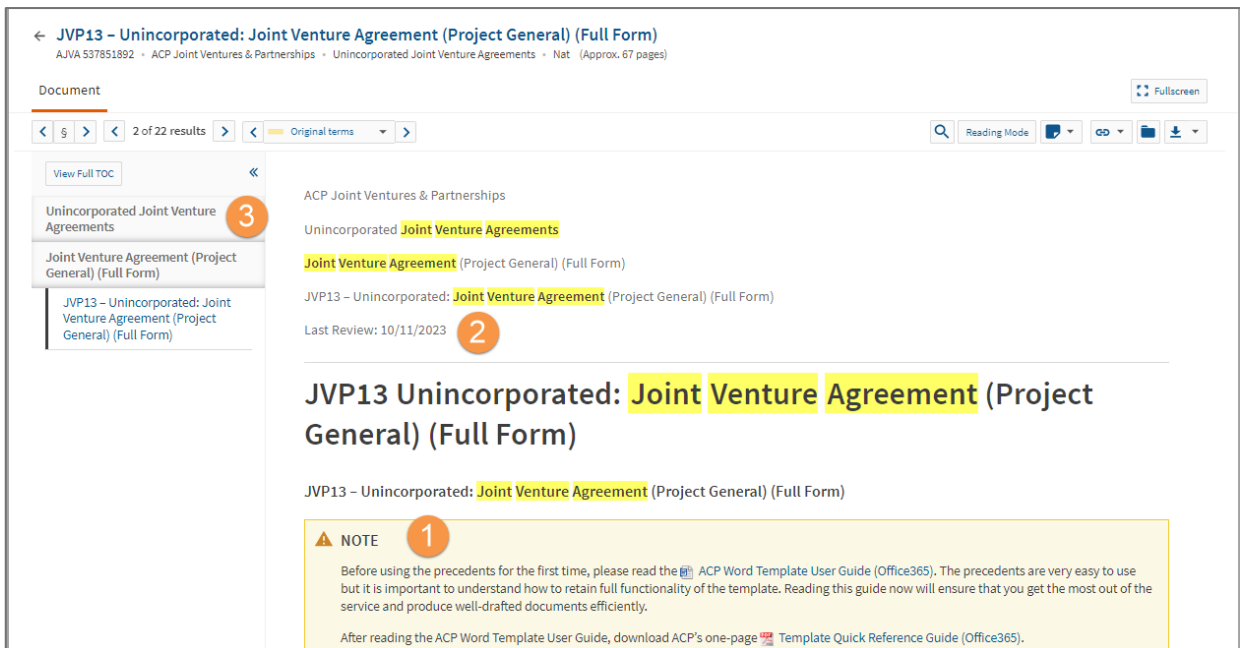 ← JVP13 – Unincorporated: Joint Venture Agreement (Project General) (Full Form)
AJVA 537851892 • ACP Joint Ventures & Partnerships • Unincorporated Joint Venture Agreements • Nat (Approx. 67 pages)
Document
Fullscreen
§ 2 of 22 results Original terms
Reading Mode
View Full TOC «
Unincorporated Joint Venture
Agreements
3
Joint Venture Agreement (Project
General) (Full Form)
JVP13 – Unincorporated: Joint
Venture Agreement (Project
General) (Full Form)
ACP Joint Ventures & Partnerships
Unincorporated Joint Venture Agreements
Joint Venture Agreement (Project General) (Full Form)
JVP13 – Unincorporated: Joint Venture Agreement (Project General) (Full Form)
Last Review: 10/11/2023
2
JVP13 Unincorporated: Joint Venture Agreement (Project
General) (Full Form)
JVP13 – Unincorporated: Joint Venture Agreement (Project General) (Full Form)
NOTE
1
Before using the precedents for the first time, please read the ACP Word Template User Guide (Office365). The precedents are very easy to use
but it is important to understand how to retain full functionality of the template. Reading this guide now will ensure that you get the most out of the
service and produce well-drafted documents efficiently.
After reading the ACP Word Template User Guide, download ACP's one-page Template Quick Reference Guide (Office365).